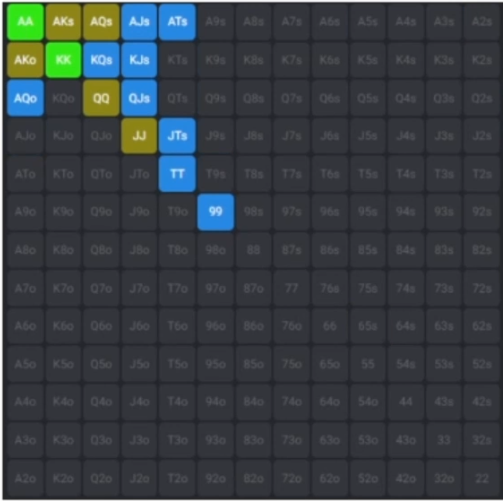 AA AKs AQs AJs ATs A9s A8s A7s A6s A5s A4s A3s A2s
AKo KK KQs KJs KTs K9s K8s K7s K6s K5s K4s K3s K2s
AQo KQo QQ QJs QTs Q9s Q8s Q7s Q6s Q5s Q4s Q3s Q2s
AJo KJo QJo JJ JTs J9s J8s J7s J6s J5s J4s J3s J2s
ATo KTo QTo JTo TT T9s T8s T7s T6s T5s T4s T3s T2s
A9o K9o Q9o J9o T9o 99 98s 97s 96s 95s 94s 93s 92s
A8o K8o Q8o J8o T8o 98o 88 87s 86s 85s 84s 83s 82s
A7o K7o Q7o J7o T7o 97o 87o 77 76s 75s 74s 73s 72s
A6o K6o Q6o J6o T6o 96o 86o 76o 66 65s 64s 63s 62s
A5o K5o Q5o J5o T5o 95o 85o 75o 65o 55 54s 53s 52s
A4o K4o Q4o J4o T4o 94o 84o 74o 64o 54o 44 43s 42s
A3o K3o Q3o J3o T3o 93o 83o 73o 63o 53o 43o 33 32s
A2o K2o Q2o J2o T2o 92o 82o 72o 62o 52o 42o 32o 22